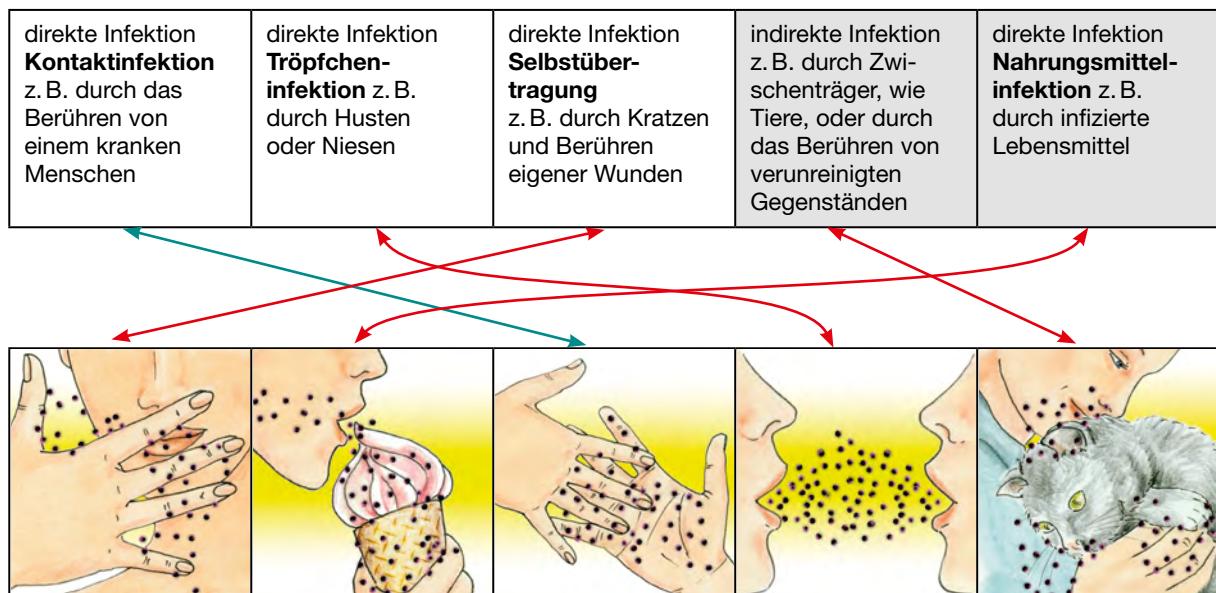 direkte Infektion
Kontaktinfektion
z. B. durch das
Berühren von
einem kranken
Menschen
direkte Infektion
Tröpfchen-
infektion z. B.
durch Husten
oder Niesen
direkte Infektion
Selbstüber-
tragung
z. B. durch Kratzen
und Berühren
eigener Wunden
indirekte Infektion
z. B. durch Zwi-
schenträger, wie
Tiere, oder durch
das Berühren von
verunreinigten
Gegenständen
direkte Infektion
Nahrungsmittel-
infektion z. B.
durch infizierte
Lebensmittel